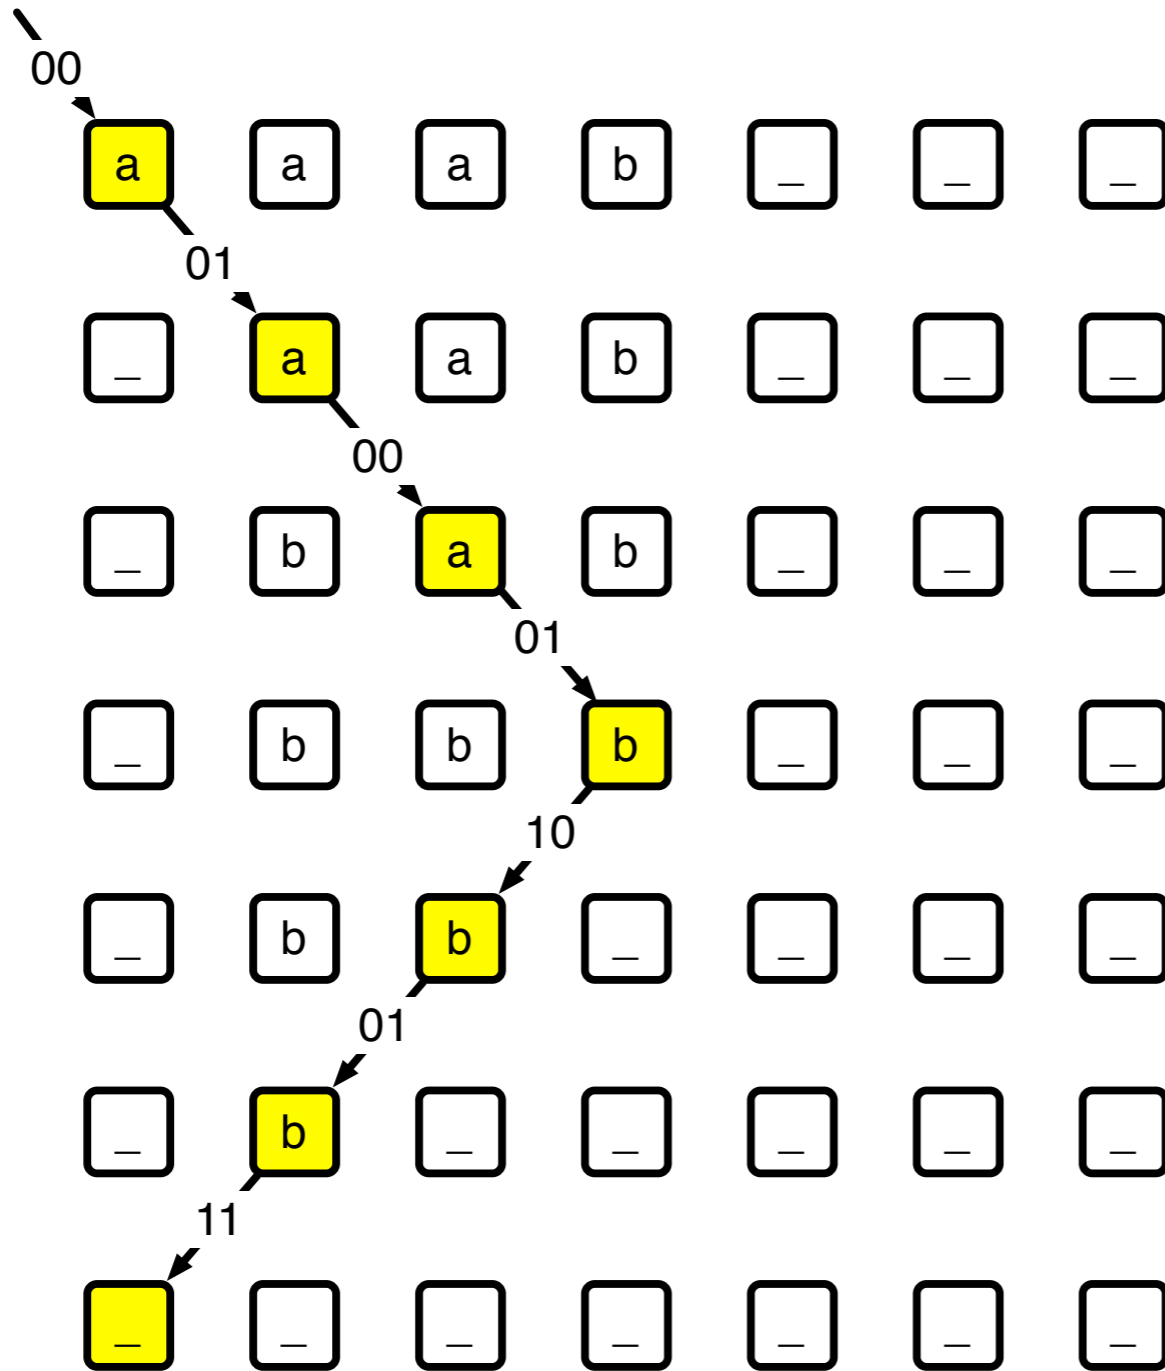 00
a a a b _ _ _
01
_ a a b _ _ _
00
_ b a b _ _ _
01
_ b b b _ _ _
10
_ b b _ _ _ _
01
_ b _ _ _ _ _
11
_ _ _ _ _ _ _